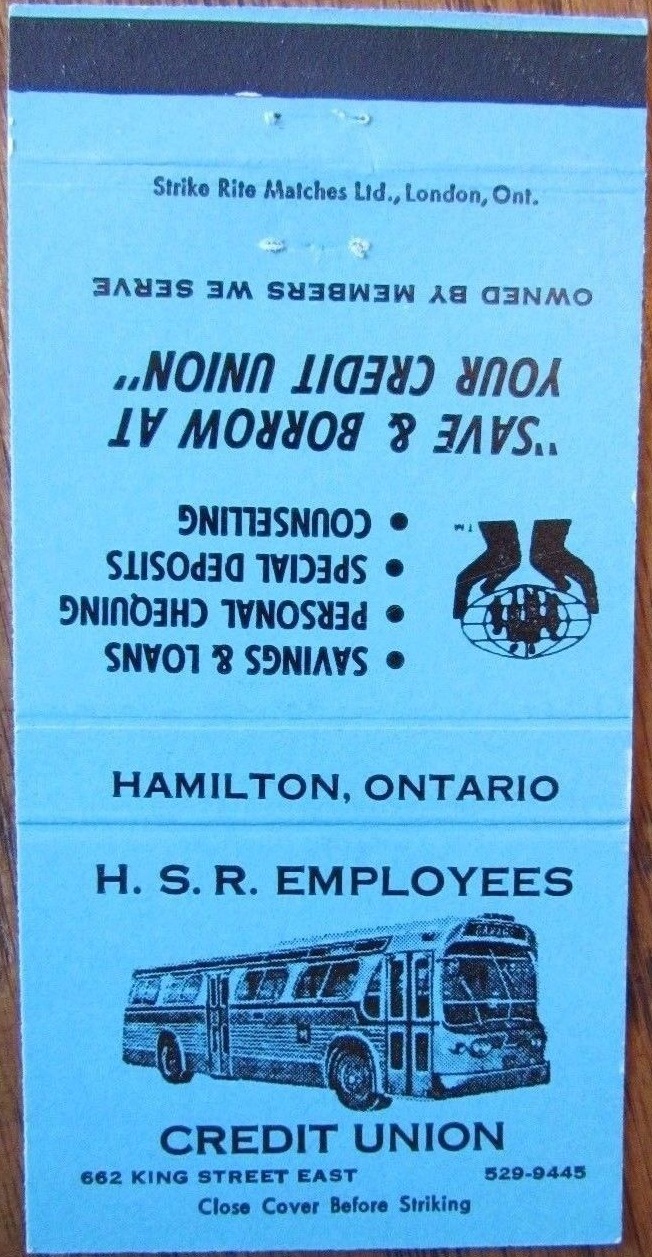 Strike Rite Matches Ltd., London, Ont.
• SAVINGS & LOANS
• PERSONAL CHEQUING
• SPECIAL DEPOSITS
• COUNSELLING
TM
"SAVE & BORROW AT
YOUR CREDIT UNION"
OWNED BY MEMBERS WE SERVE
HAMILTON, ONTARIO
H. S. R. EMPLOYEES
CREDIT UNION
662 KING STREET EAST 529-9445
Close Cover Before Striking